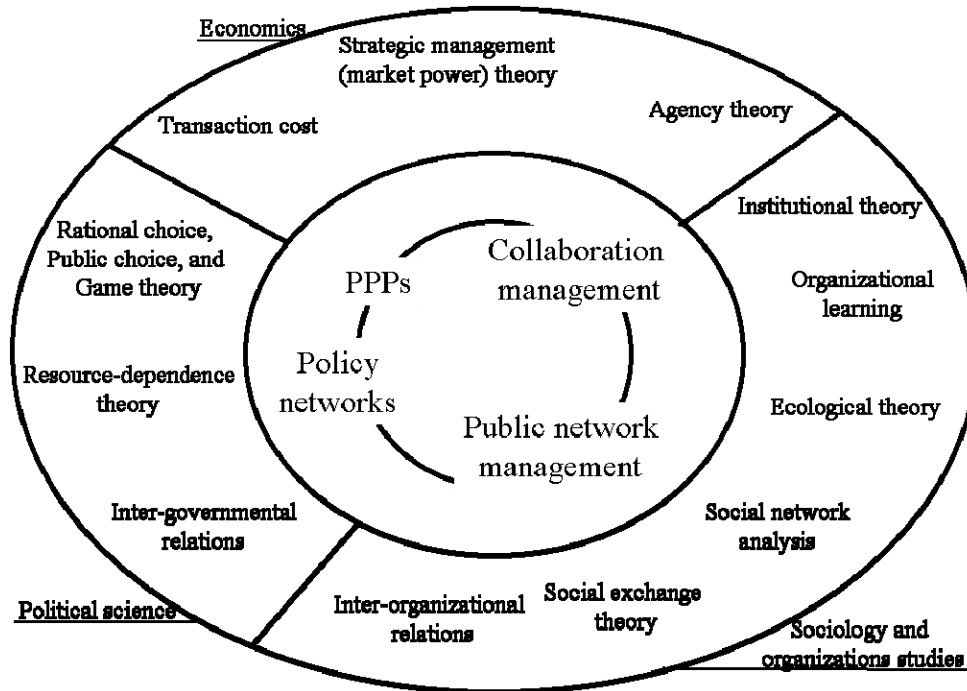 Economics
Strategic management
(market power) theory
Transaction cost
Agency theory
Rational choice,
Public choice, and
Game theory
Institutional theory
Organizational
learning
Resource-dependence
theory
Ecological theory
PPPs
Collaboration
management
Policy
networks
Public network
management
Inter-governmental
relations
Social network
analysis
Political science
Inter-organizational
relations
Social exchange
theory
Sociology and
organizations studies